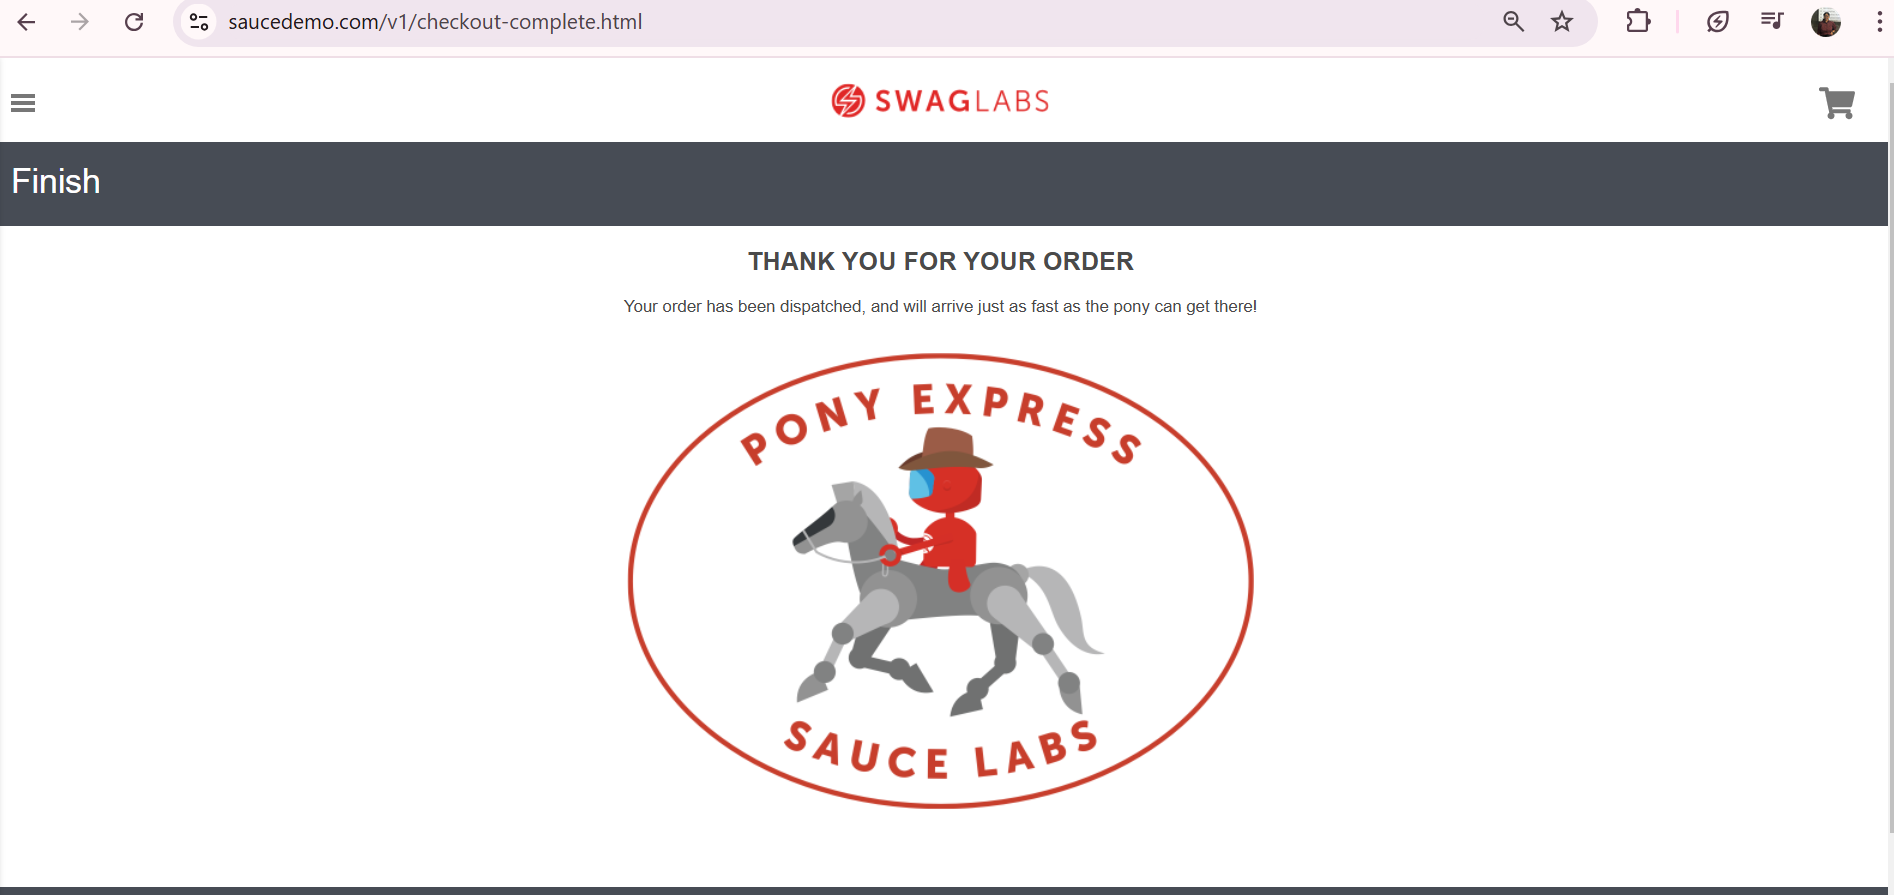 saucedemo.com/v1/checkout-complete.html
SWAGLABS
Finish
THANK YOU FOR YOUR ORDER
Your order has been dispatched, and will arrive just as fast as the pony can get there!
PONY EXPRESS
SAUCE LABS